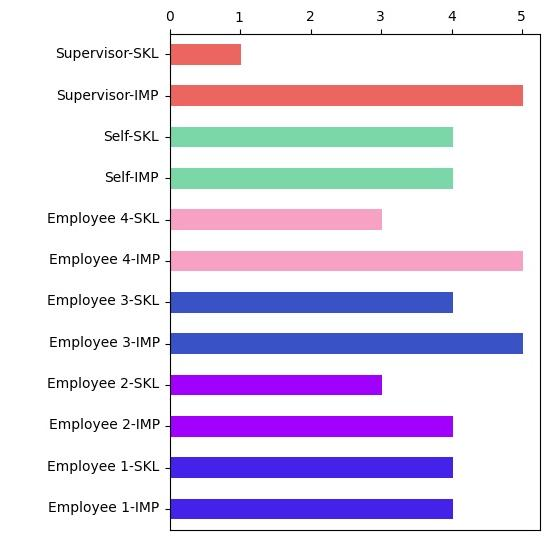 0 1 2 3 4 5
Supervisor-SKL
Supervisor-IMP
Self-SKL
Self-IMP
Employee 4-SKL
Employee 4-IMP
Employee 3-SKL
Employee 3-IMP
Employee 2-SKL
Employee 2-IMP
Employee 1-SKL
Employee 1-IMP